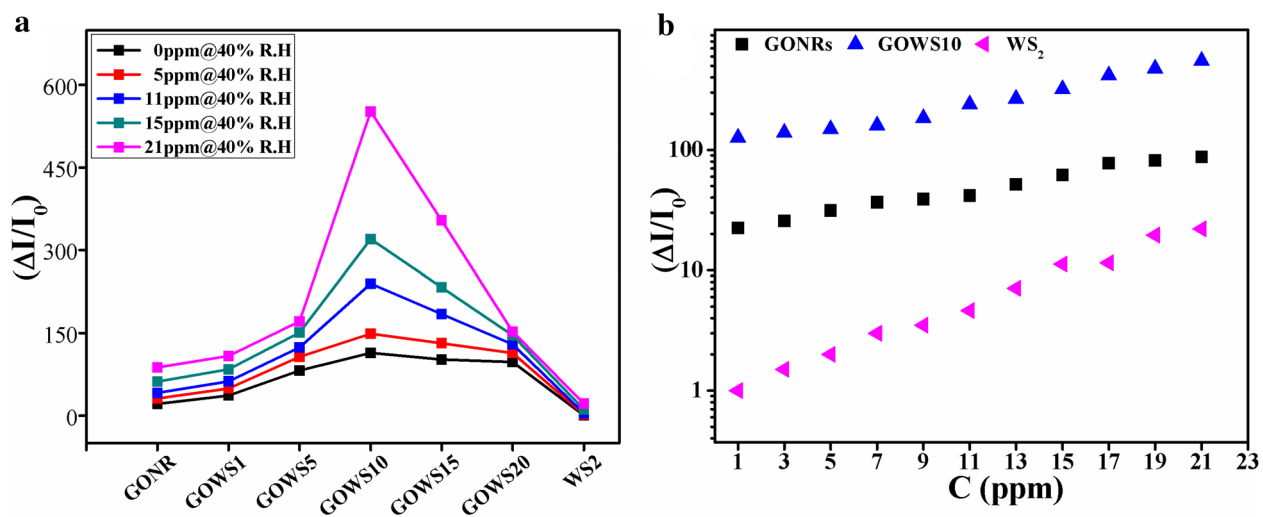 a
(ΔI/I₀)
600
450
300
150
0
0ppm@40% R.H
5ppm@40% R.H
11ppm@40% R.H
15ppm@40% R.H
21ppm@40% R.H
GONR GOWS1 GOWS5 GOWS10 GOWS15 GOWS20 WS2
b
(ΔI/I₀)
100
10
1
GONRs GOWS10 WS₂
1 3 5 7 9 11 13 15 17 19 21 23
C (ppm)